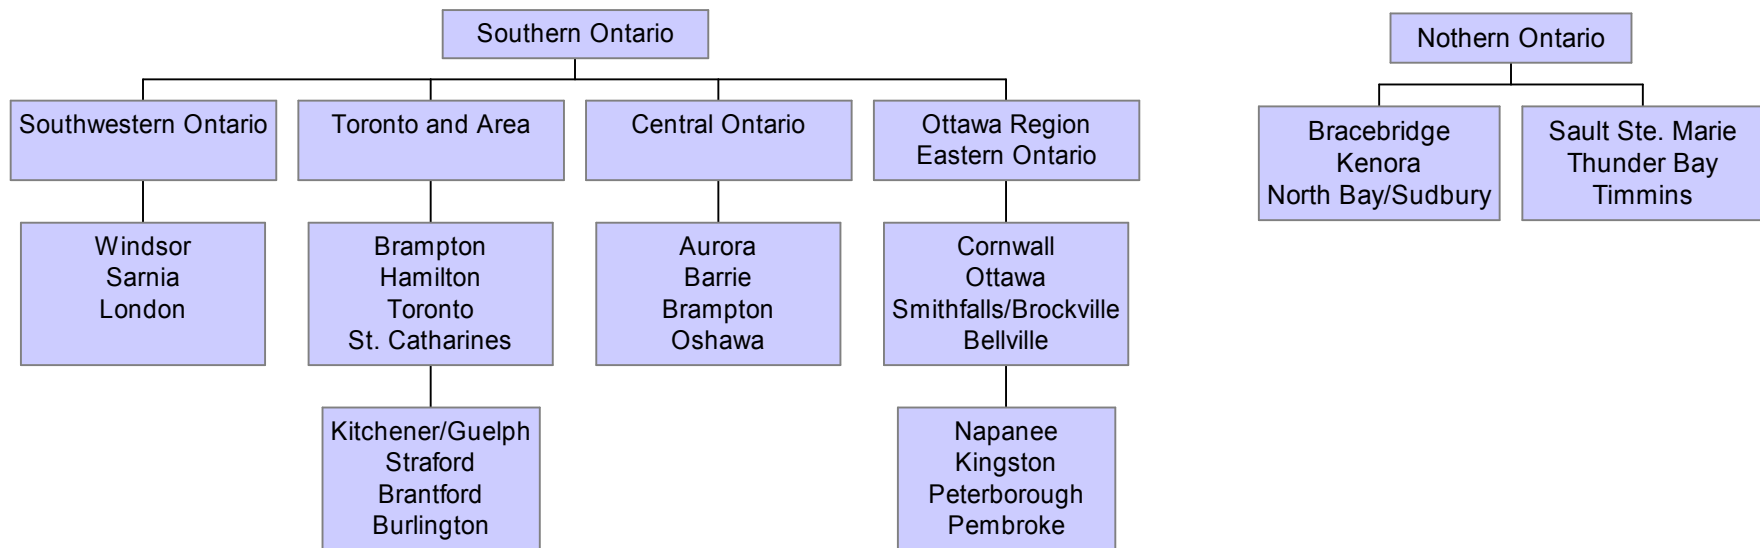 Southern Ontario
Southwestern Ontario
Toronto and Area
Central Ontario
Ottawa Region
Eastern Ontario
Windsor
Sarnia
London
Brampton
Hamilton
Toronto
St. Catharines
Aurora
Barrie
Brampton
Oshawa
Cornwall
Ottawa
Smithfalls/Brockville
Bellville
Kitchener/Guelph
Straford
Brantford
Burlington
Napanee
Kingston
Peterborough
Pembroke
Nothern Ontario
Bracebridge
Kenora
North Bay/Sudbury
Sault Ste. Marie
Thunder Bay
Timmins